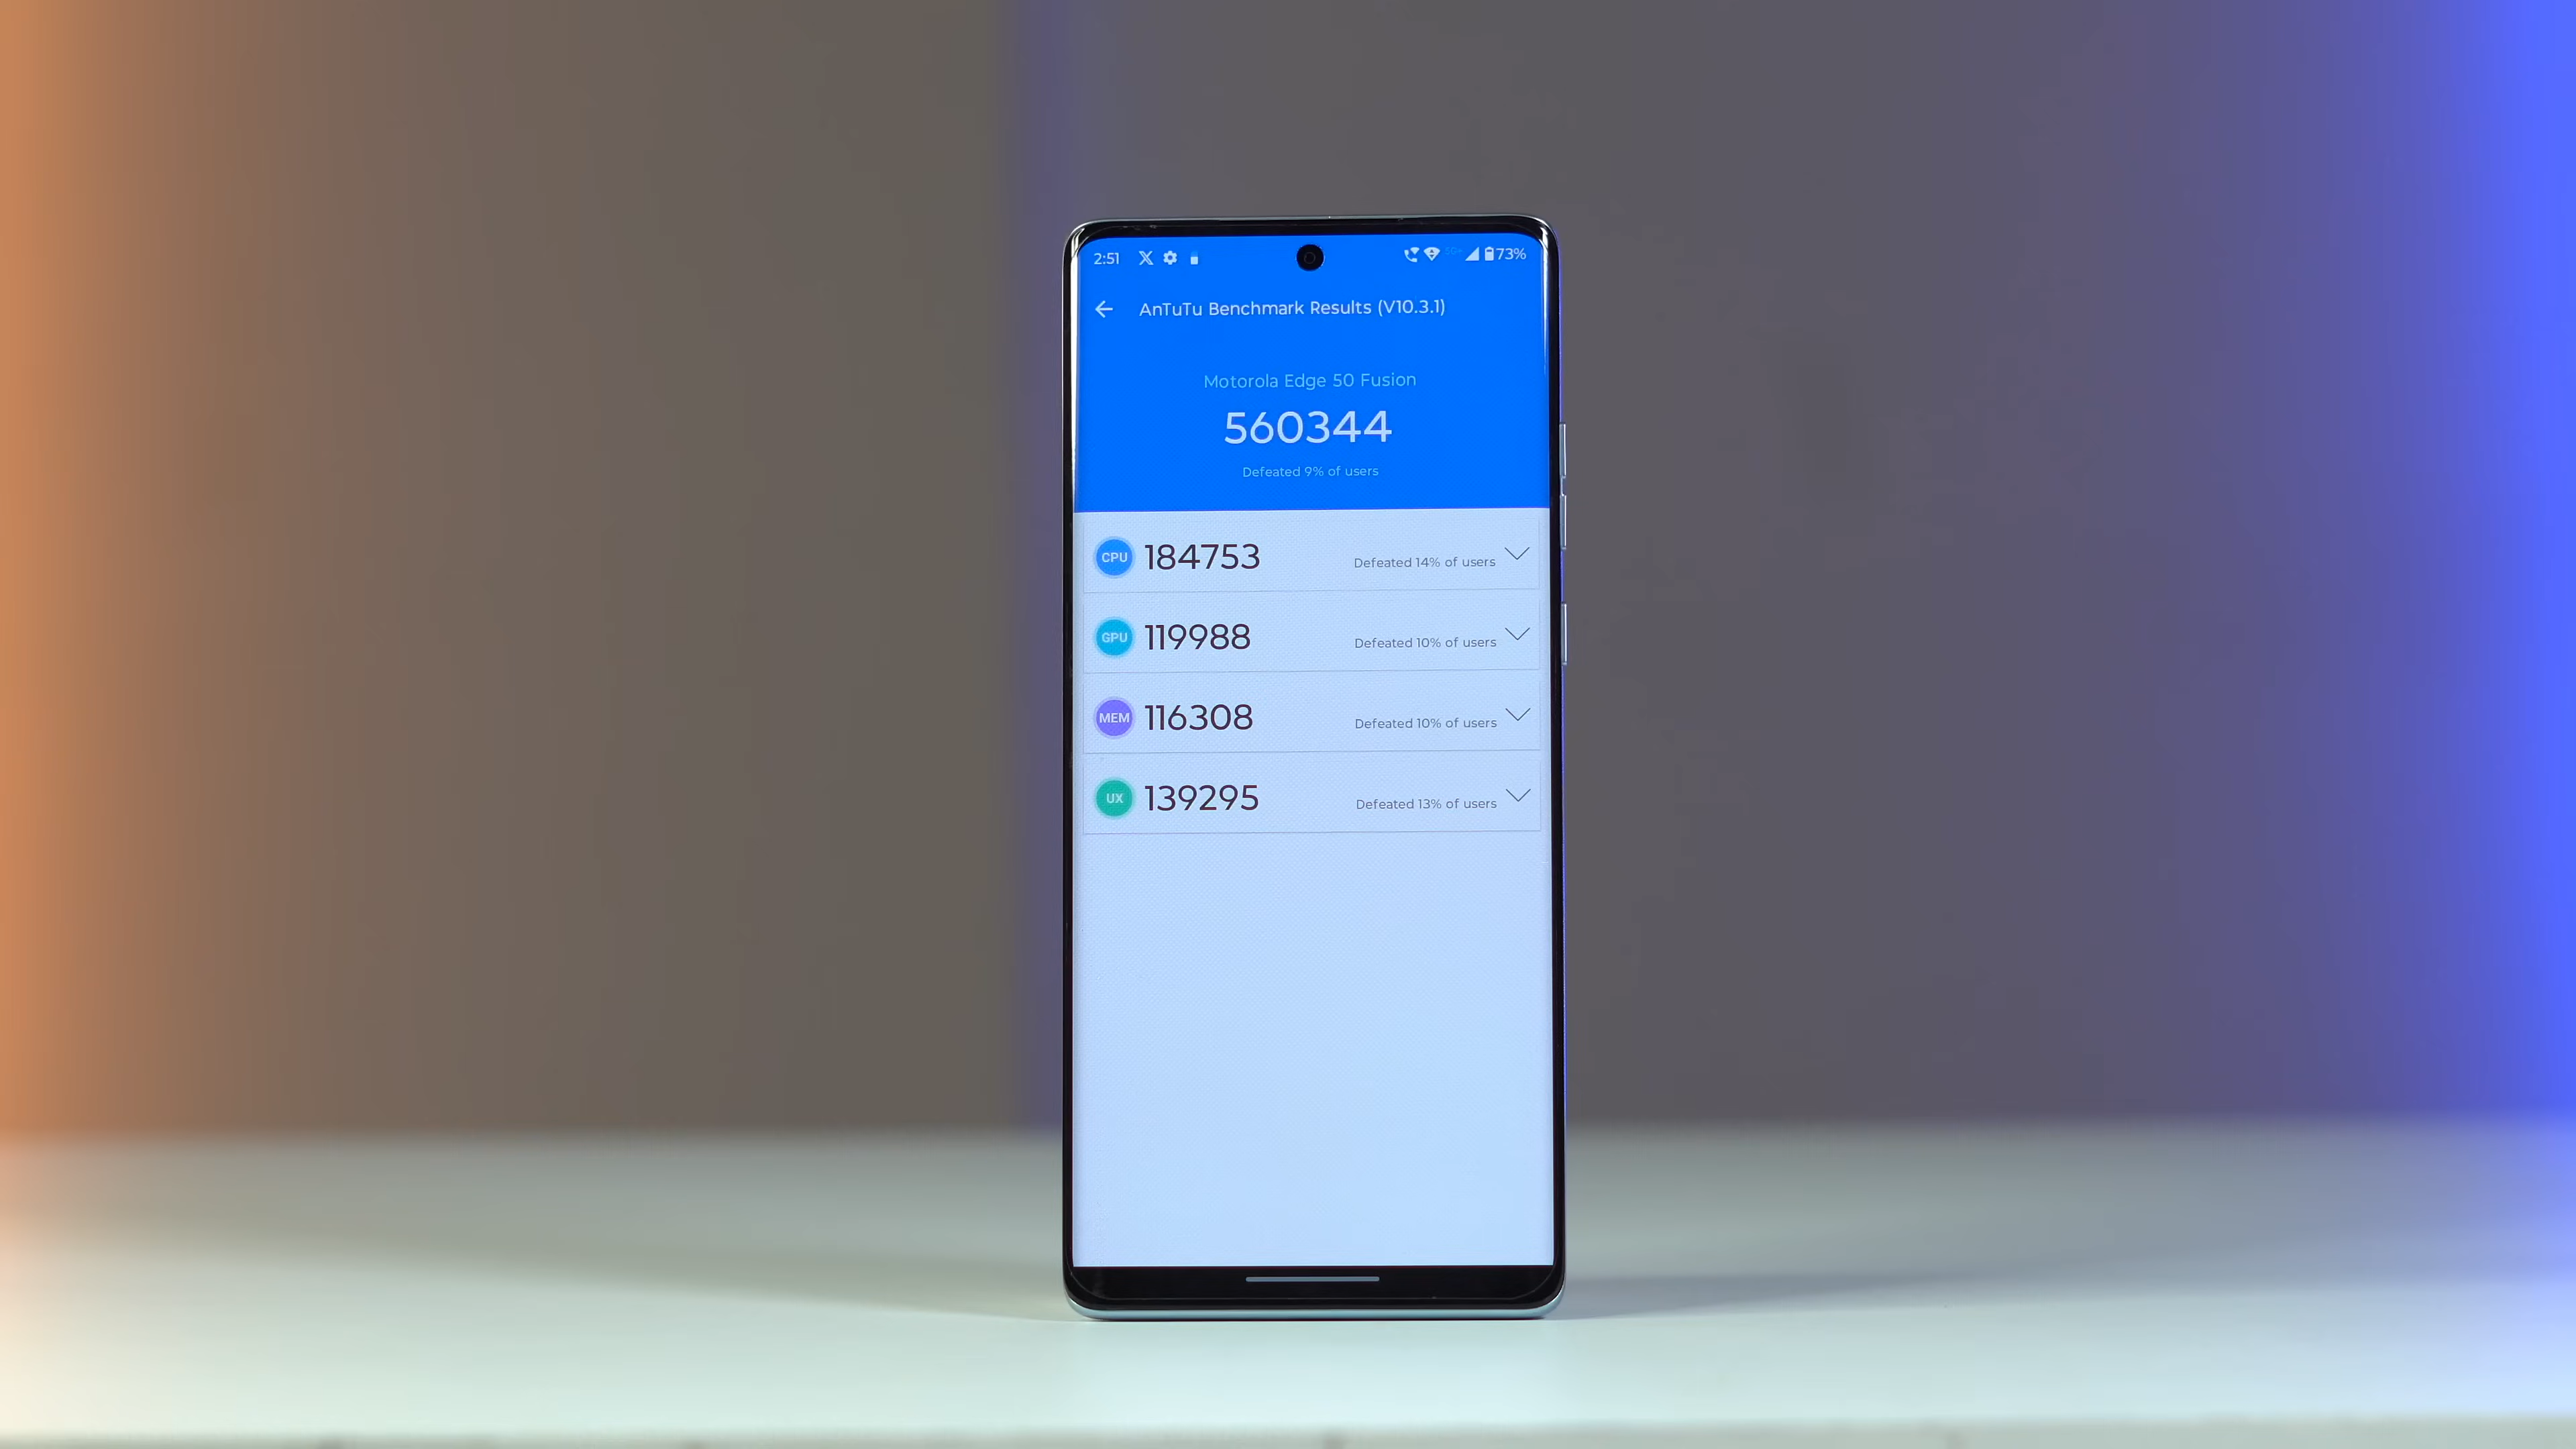 2:51 73%
AnTuTu Benchmark Results (V10.3.1)
Motorola Edge 50 Fusion
560344
Defeated 9% of users
CPU 184753 Defeated 14% of users
GPU 119988 Defeated 10% of users
MEM 116308 Defeated 10% of users
UX 139295 Defeated 13% of users